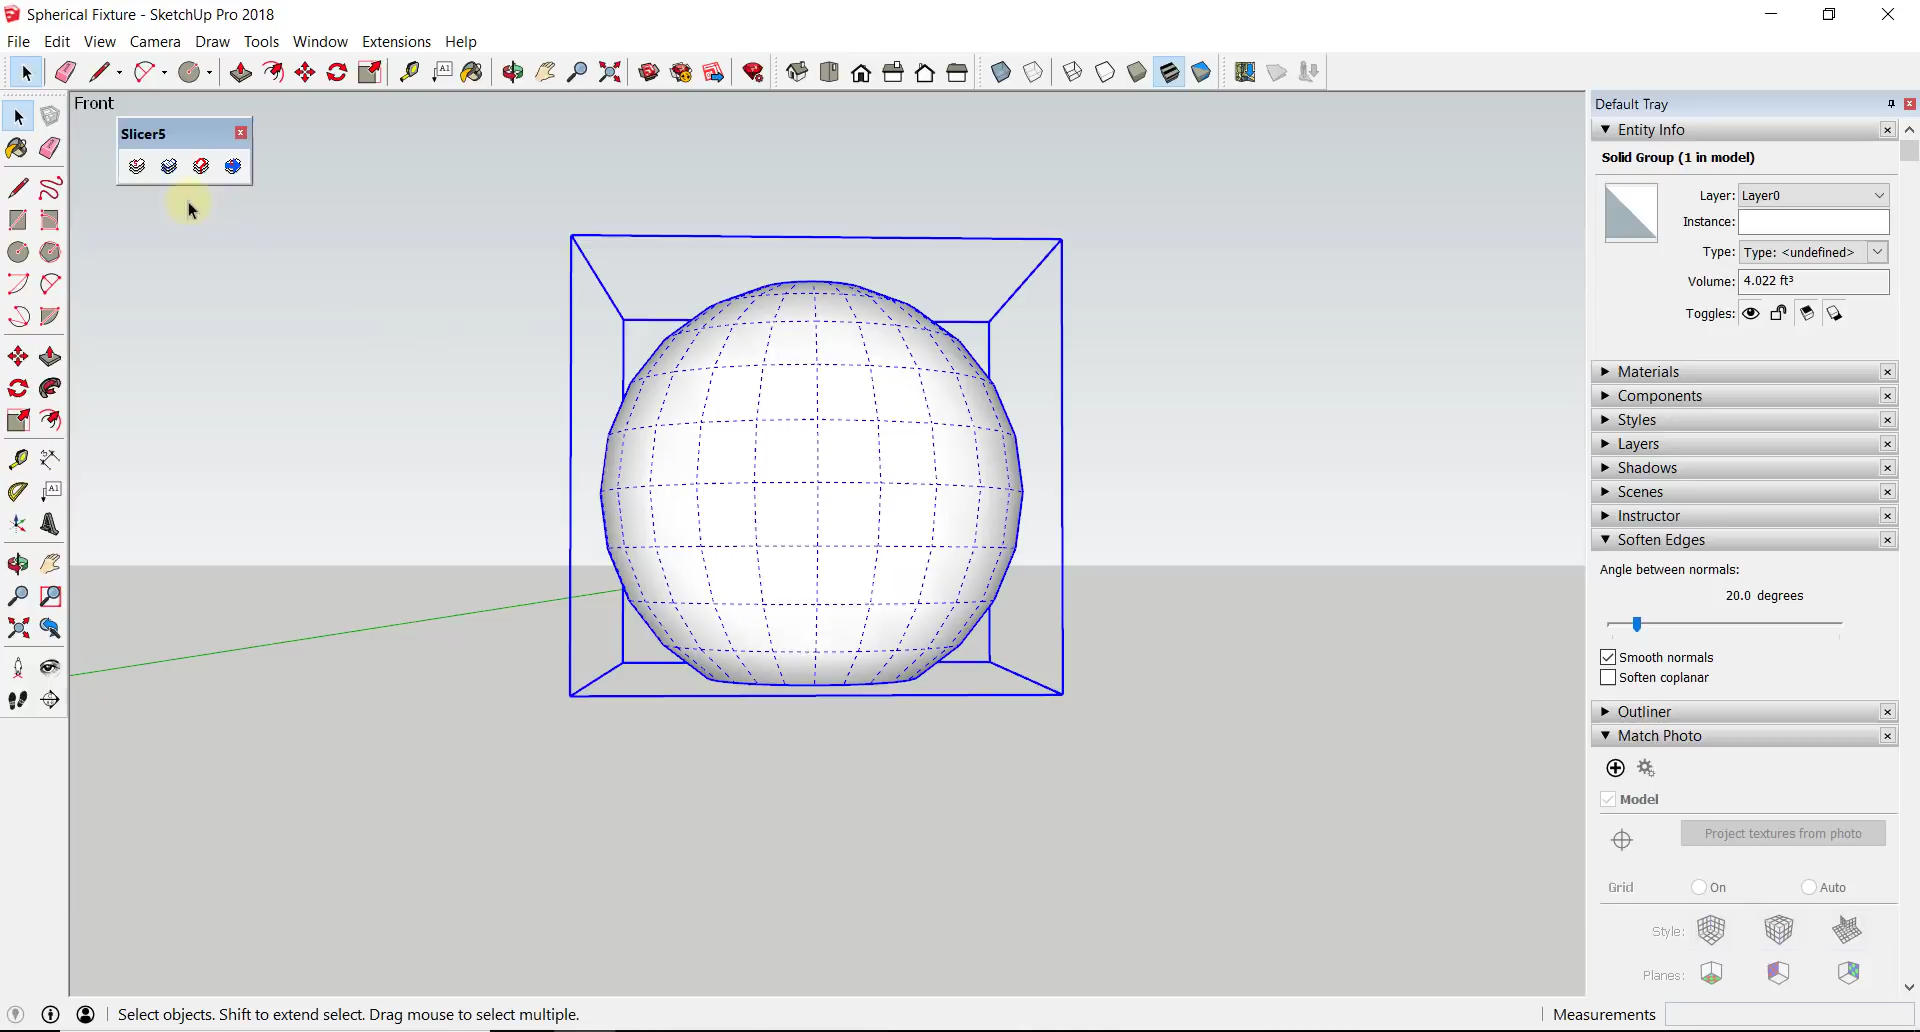 Spherical Fixture - SketchUp Pro 2018
File Edit View Camera Draw Tools Window Extensions Help
A1
Front
Slicer5
A1
Default Tray
Entity Info
Solid Group (1 in model)
Layer: Layer0
Instance:
Type: Type: <undefined>
Volume: 4.022 ft³
Toggles:
Materials
Components
Styles
Layers
Shadows
Scenes
Instructor
Soften Edges
Angle between normals:
20.0 degrees
Smooth normals
Soften coplanar
Outliner
Match Photo
Model
Project textures from photo
Grid On Auto
Style:
Planes:
Select objects. Shift to extend select. Drag mouse to select multiple.
Measurements